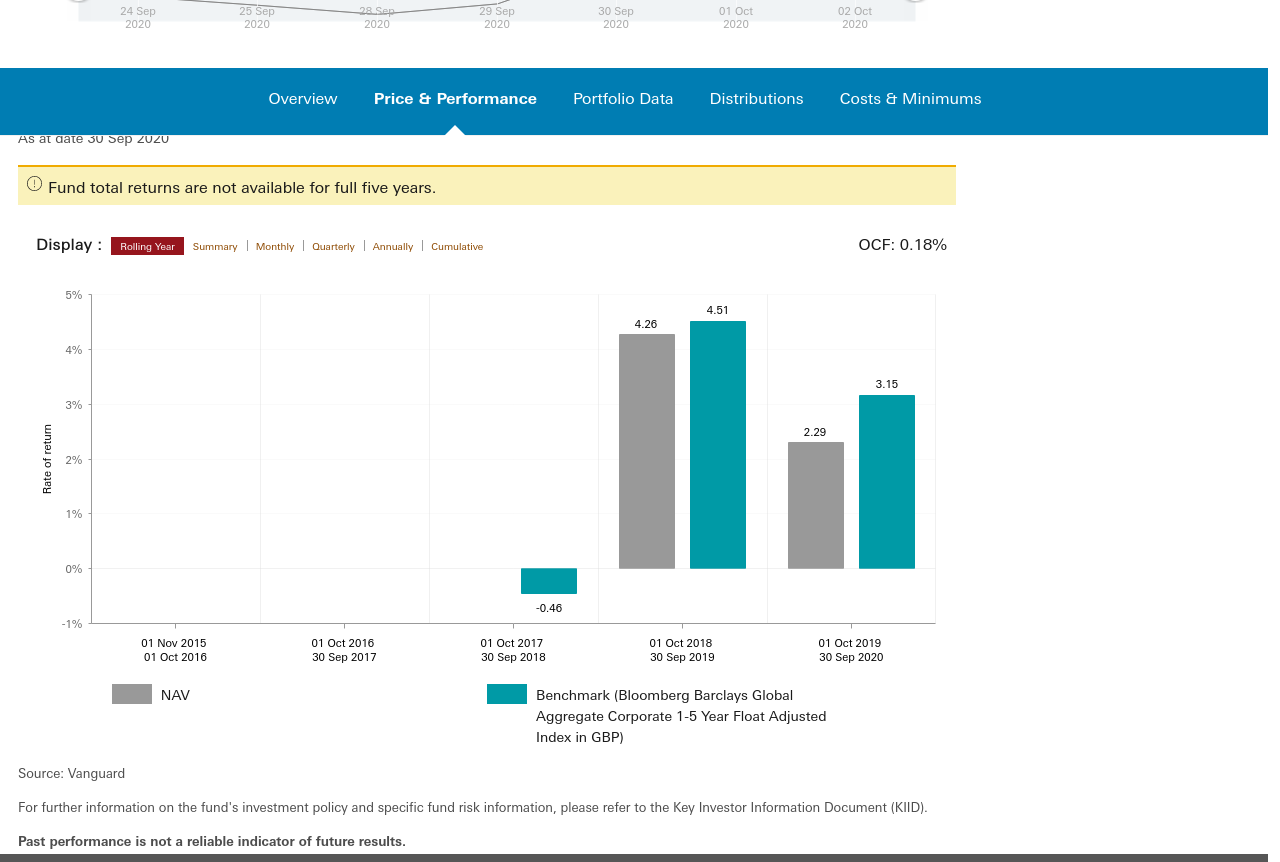 24 Sep 25 Sep 28 Sep 29 Sep 30 Sep 01 Oct 02 Oct
2020 2020 2020 2020 2020 2020 2020
Overview Price & Performance Portfolio Data Distributions Costs & Minimums
As at date 30 Sep 2020
Fund total returns are not available for full five years.
Display : Rolling Year Summary | Monthly | Quarterly | Annually | Cumulative OCF: 0.18%
5%
4%
3%
2%
1%
0%
-1%
Rate of return
-0.46
4.26
4.51
2.29
3.15
01 Nov 2015 01 Oct 2016 01 Oct 2017 01 Oct 2018 01 Oct 2019
01 Oct 2016 30 Sep 2017 30 Sep 2018 30 Sep 2019 30 Sep 2020
NAV
Benchmark (Bloomberg Barclays Global
Aggregate Corporate 1-5 Year Float Adjusted
Index in GBP)
Source: Vanguard
For further information on the fund's investment policy and specific fund risk information, please refer to the Key Investor Information Document (KIID).
Past performance is not a reliable indicator of future results.